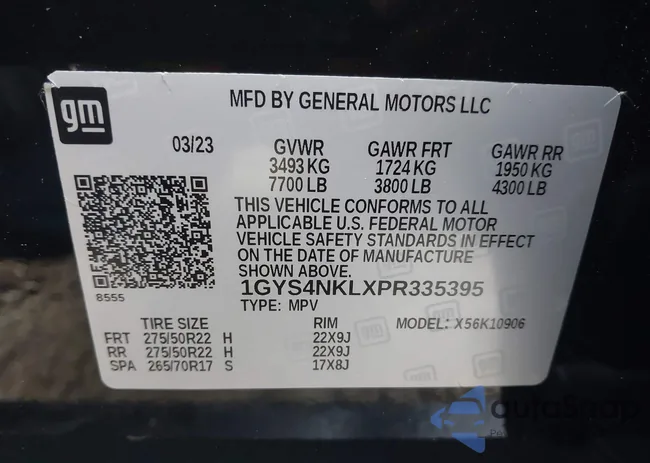 gm
MFD BY GENERAL MOTORS LLC
03/23 GVWR GAWR FRT GAWR RR
3493 KG 1724 KG 1950 KG
7700 LB 3800 LB 4300 LB
THIS VEHICLE CONFORMS TO ALL
APPLICABLE U.S. FEDERAL MOTOR
VEHICLE SAFETY STANDARDS IN EFFECT
ON THE DATE OF MANUFACTURE
SHOWN ABOVE.
8555
1GYS4NKLXPR335395
TYPE: MPV
TIRE SIZE RIM MODEL: X56K10906
FRT 275/50R22 H 22X9J
RR 275/50R22 H 22X9J
SPA 265/70R17 S 17X8J
autoSnap